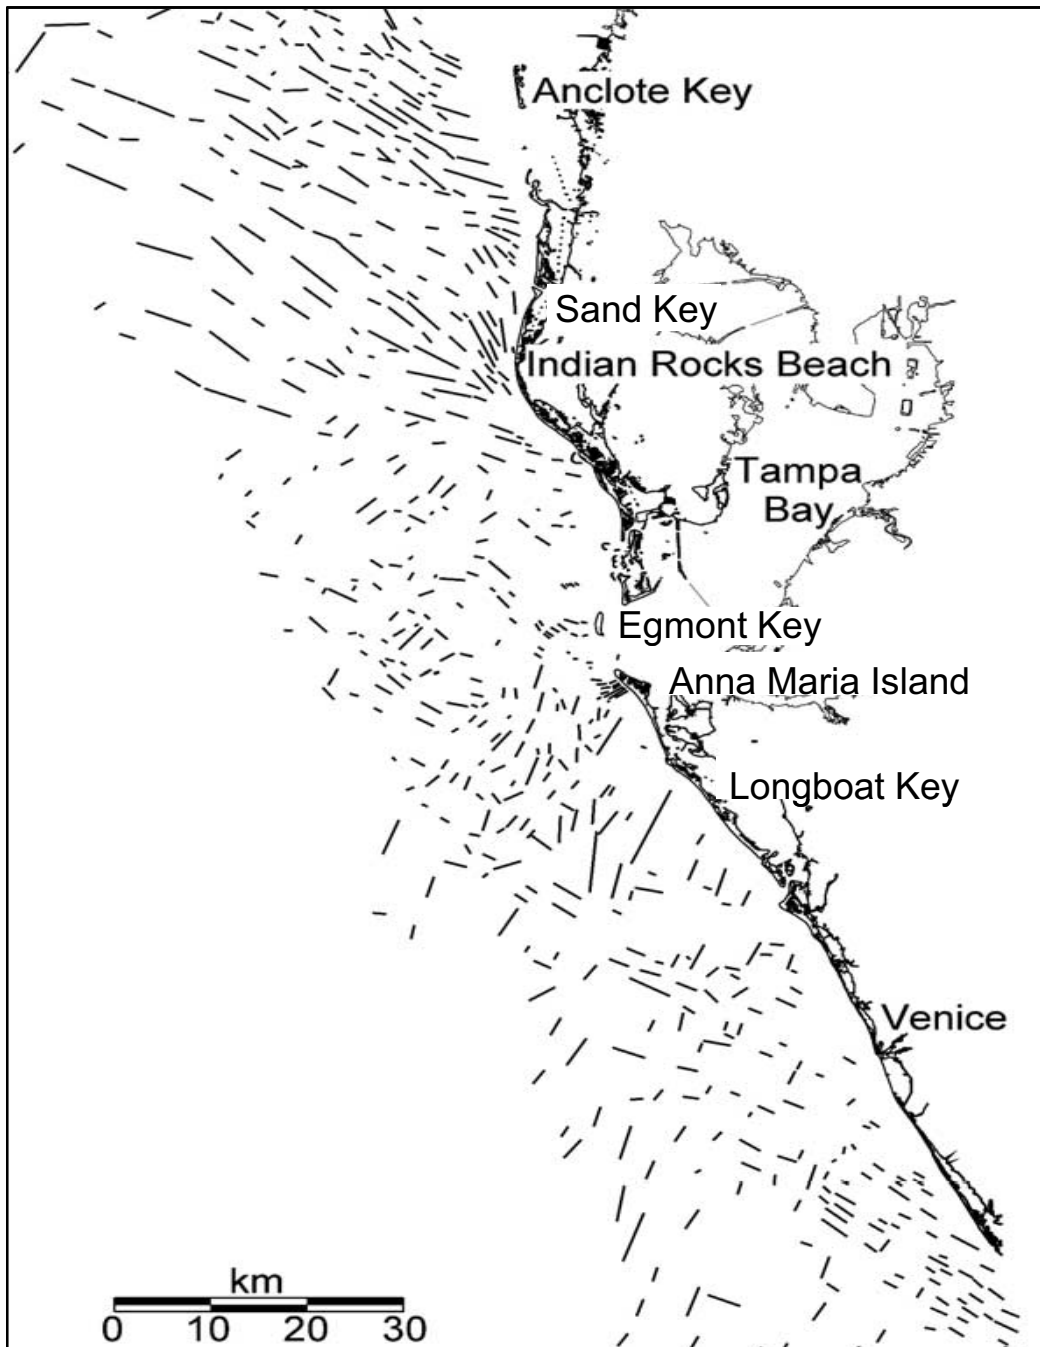 Anclote Key
Sand Key
Indian Rocks Beach
Tampa
Bay
Egmont Key
Anna Maria Island
Longboat Key
Venice
km
0 10 20 30